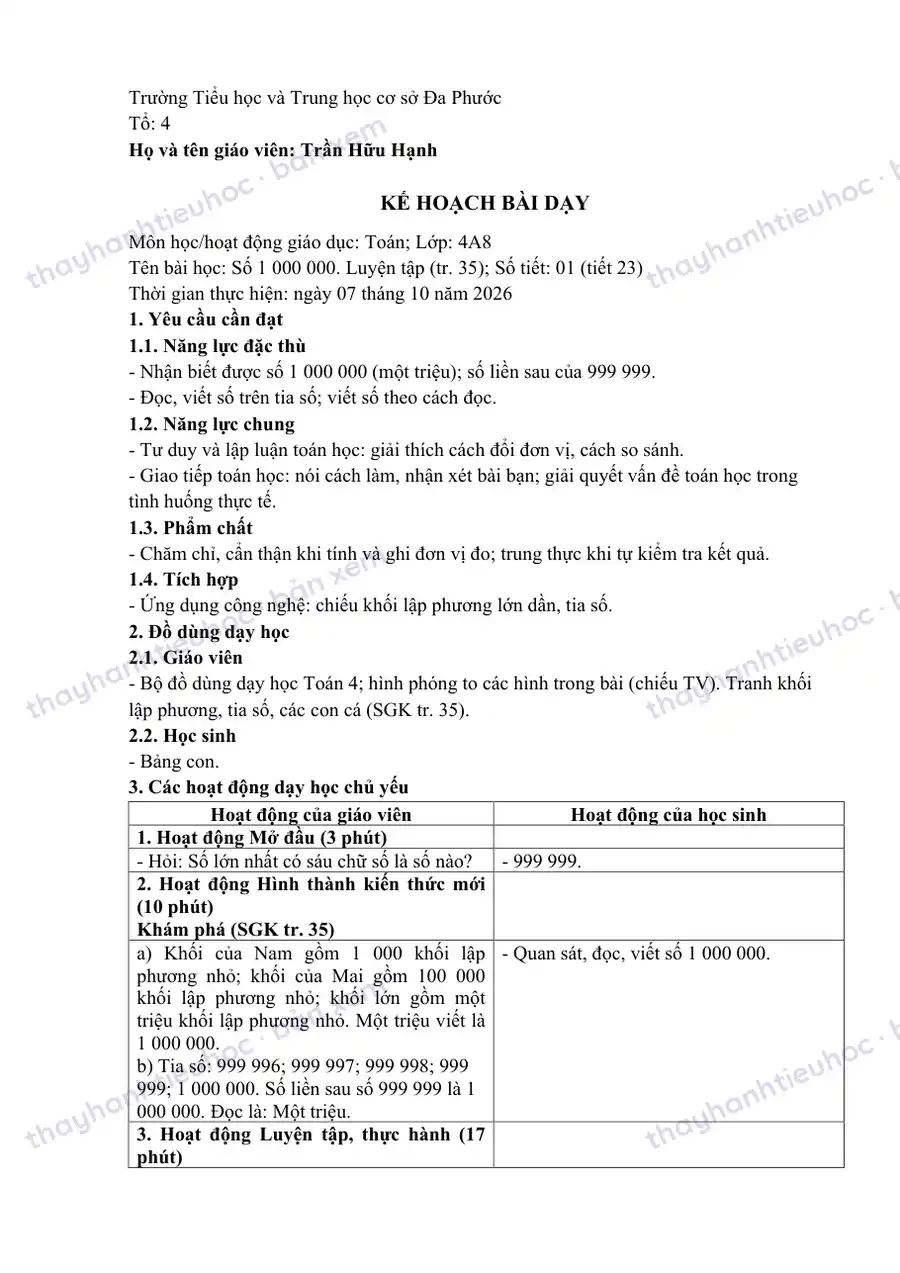 Trường Tiểu học và Trung học cơ sở Đa Phước
Tổ: 4
Họ và tên giáo viên: Trần Hữu Hạnh
KẾ HOẠCH BÀI DẠY
Môn học/hoạt động giáo dục: Toán; Lớp: 4A8
Tên bài học: Số 1 000 000. Luyện tập (tr. 35); Số tiết: 01 (tiết 23)
Thời gian thực hiện: ngày 07 tháng 10 năm 2026
1. Yêu cầu cần đạt
1.1. Năng lực đặc thù
- Nhận biết được số 1 000 000 (một triệu); số liền sau của 999 999.
- Đọc, viết số trên tia số; viết số theo cách đọc.
1.2. Năng lực chung
- Tư duy và lập luận toán học: giải thích cách đổi đơn vị, cách so sánh.
- Giao tiếp toán học: nói cách làm, nhận xét bài bạn; giải quyết vấn đề toán học trong
tình huống thực tế.
1.3. Phẩm chất
- Chăm chỉ, cẩn thận khi tính và ghi đơn vị đo; trung thực khi tự kiểm tra kết quả.
1.4. Tích hợp
- Ứng dụng công nghệ: chiếu khối lập phương lớn dần, tia số.
2. Đồ dùng dạy học
2.1. Giáo viên
- Bộ đồ dùng dạy học Toán 4; hình phóng to các hình trong bài (chiếu TV). Tranh khối
lập phương, tia số, các con cá (SGK tr. 35).
2.2. Học sinh
- Bảng con.
3. Các hoạt động dạy học chủ yếu
Hoạt động của giáo viên
Hoạt động của học sinh
1. Hoạt động Mở đầu (3 phút)
- Hỏi: Số lớn nhất có sáu chữ số là số nào?
- 999 999.
2. Hoạt động Hình thành kiến thức mới
(10 phút)
Khám phá (SGK tr. 35)
a) Khối của Nam gồm 1 000 khối lập
phương nhỏ; khối của Mai gồm 100 000
khối lập phương nhỏ; khối lớn gồm một
triệu khối lập phương nhỏ. Một triệu viết là
1 000 000.
b) Tia số: 999 996; 999 997; 999 998; 999
999; 1 000 000. Số liền sau số 999 999 là 1
000 000. Đọc là: Một triệu.
- Quan sát, đọc, viết số 1 000 000.
3. Hoạt động Luyện tập, thực hành (17
phút)
thayhanhtieuhoc · bản xem
thayhanhtieuhoc · b
thayhanhtieuhoc · bản xem
thayhanhtieuhoc · b
thayhanhtieuhoc · bản xem
thayhanhtieuhoc · b